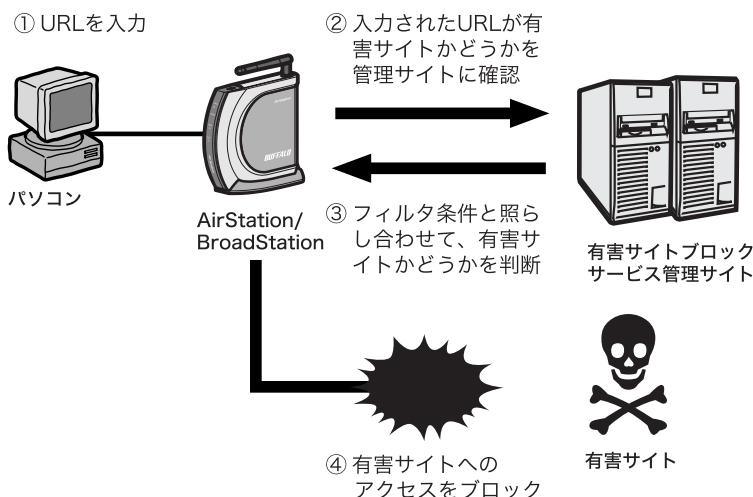 ① URLを入力
② 入力されたURLが有
害サイトかどうかを
管理サイトに確認
BUFFALO
パソコン
AirStation/
BroadStation
③ フィルタ条件と照ら
し合わせて、有害サ
イトかどうかを判断
有害サイトブロック
サービス管理サイト
④ 有害サイトへの
アクセスをブロック
有害サイト